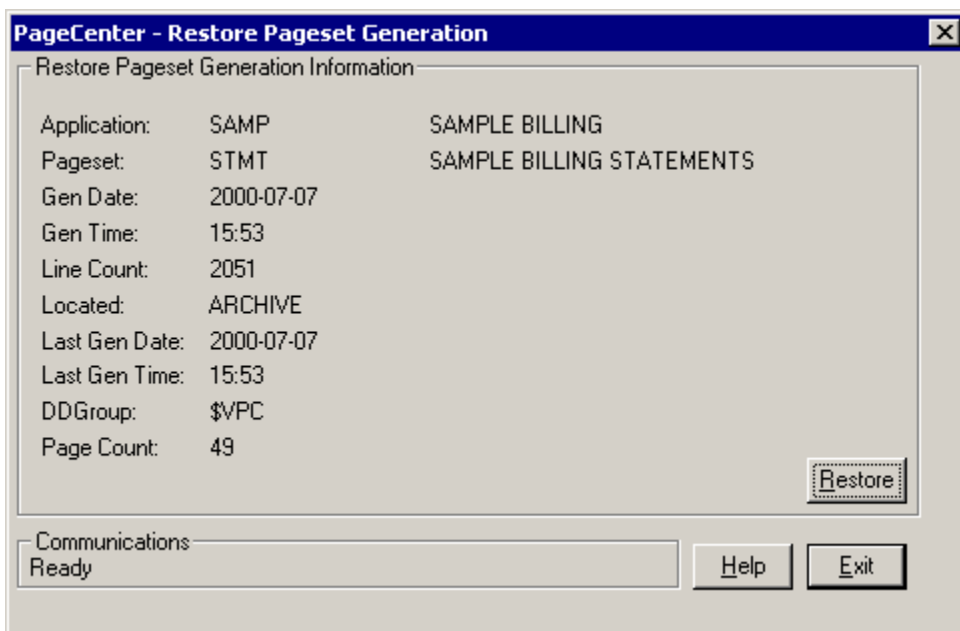 PageCenter - Restore Pageset Generation
Restore Pageset Generation Information
Application: SAMP SAMPLE BILLING
Pageset: STMT SAMPLE BILLING STATEMENTS
Gen Date: 2000-07-07
Gen Time: 15:53
Line Count: 2051
Located: ARCHIVE
Last Gen Date: 2000-07-07
Last Gen Time: 15:53
DDGroup: $VPC
Page Count: 49
Restore
Communications
Ready
Help Exit